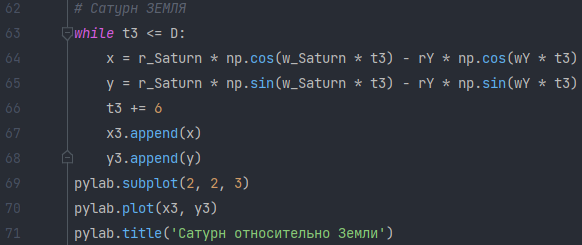 62 # Сатурн ЗЕМЛЯ
63 while t3 <= D:
64 x = r_Saturn * np.cos(w_Saturn * t3) - rY * np.cos(wY * t3)
65 y = r_Saturn * np.sin(w_Saturn * t3) - rY * np.sin(wY * t3)
66 t3 += 6
67 x3.append(x)
68 y3.append(y)
69 pylab.subplot(2, 2, 3)
70 pylab.plot(x3, y3)
71 pylab.title('Сатурн относительно Земли')